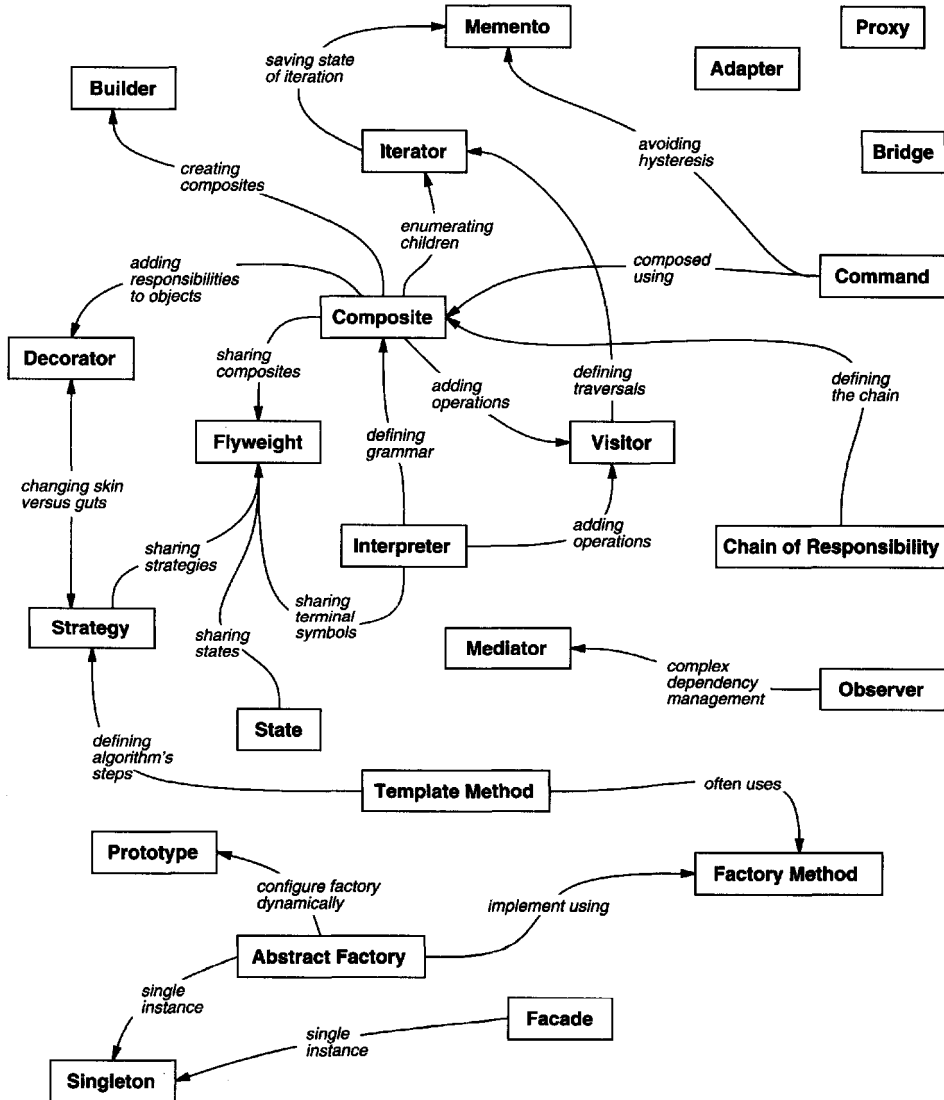 Memento
Proxy
saving state
of iteration
Adapter
Builder
avoiding
hysteresis
Iterator
Bridge
creating
composites
enumerating
children
adding
responsibilities
to objects
composed
using
Command
Composite
Decorator
sharing
composites
adding
operations
defining
traversals
defining
the chain
Flyweight
defining
grammar
Visitor
changing skin
versus guts
sharing
strategies
Interpreter
adding
operations
Chain of Responsibility
Strategy
sharing
terminal
symbols
sharing
states
Mediator
complex
dependency
management
Observer
State
defining
algorithm's
steps
Template Method
often uses
Prototype
Factory Method
configure factory
dynamically
implement using
Abstract Factory
single
instance
Facade
single
instance
Singleton